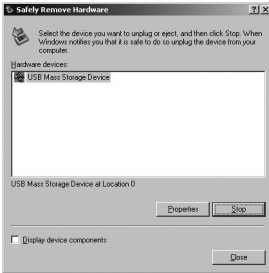 Safely Remove Hardware
Select the device you want to unplug or eject, and then click Stop. When
Windows notifies you that it is safe to do so unplug the device from your
computer.
Hardware devices:
USB Mass Storage Device
USB Mass Storage Device at Location 0
Properties Stop
Display device components
Close